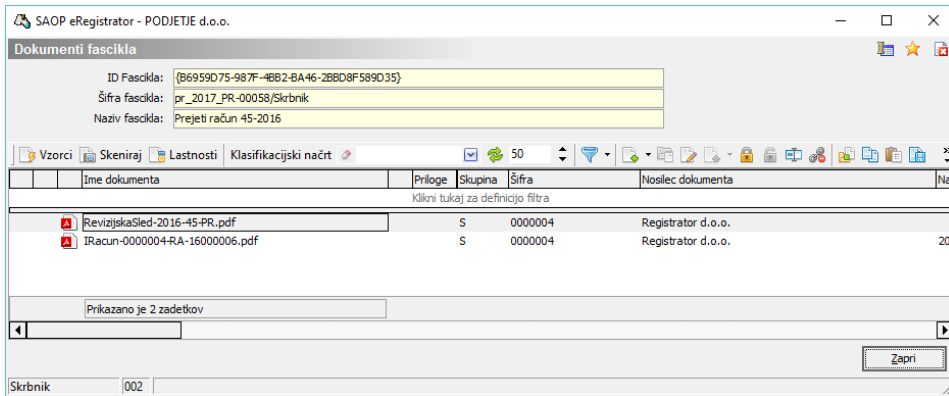 SAOP eRegistrator - PODJETJE d.o.o.
Dokumenti fascikla
ID Fascikla: {B6959D75-987F-4BB2-BA46-2BBD8F589D35}
Šifra fascikla: pr_2017_PR-00058/Skrbnik
Naziv fascikla: Prejeti račun 45-2016
Vzorci Skeniraj Lastnosti Klasifikacijski načrt 50
Ime dokumenta Priloge Skupina Šifra Nosilec dokumenta Na
Klikni tukaj za definicijo filtra
RevizijskaSled-2016-45-PR.pdf S 0000004 Registrator d.o.o.
IRacun-0000004-RA-16000006.pdf S 0000004 Registrator d.o.o. 20
Prikazano je 2 zadetkov
Zapri
Skrbnik 002